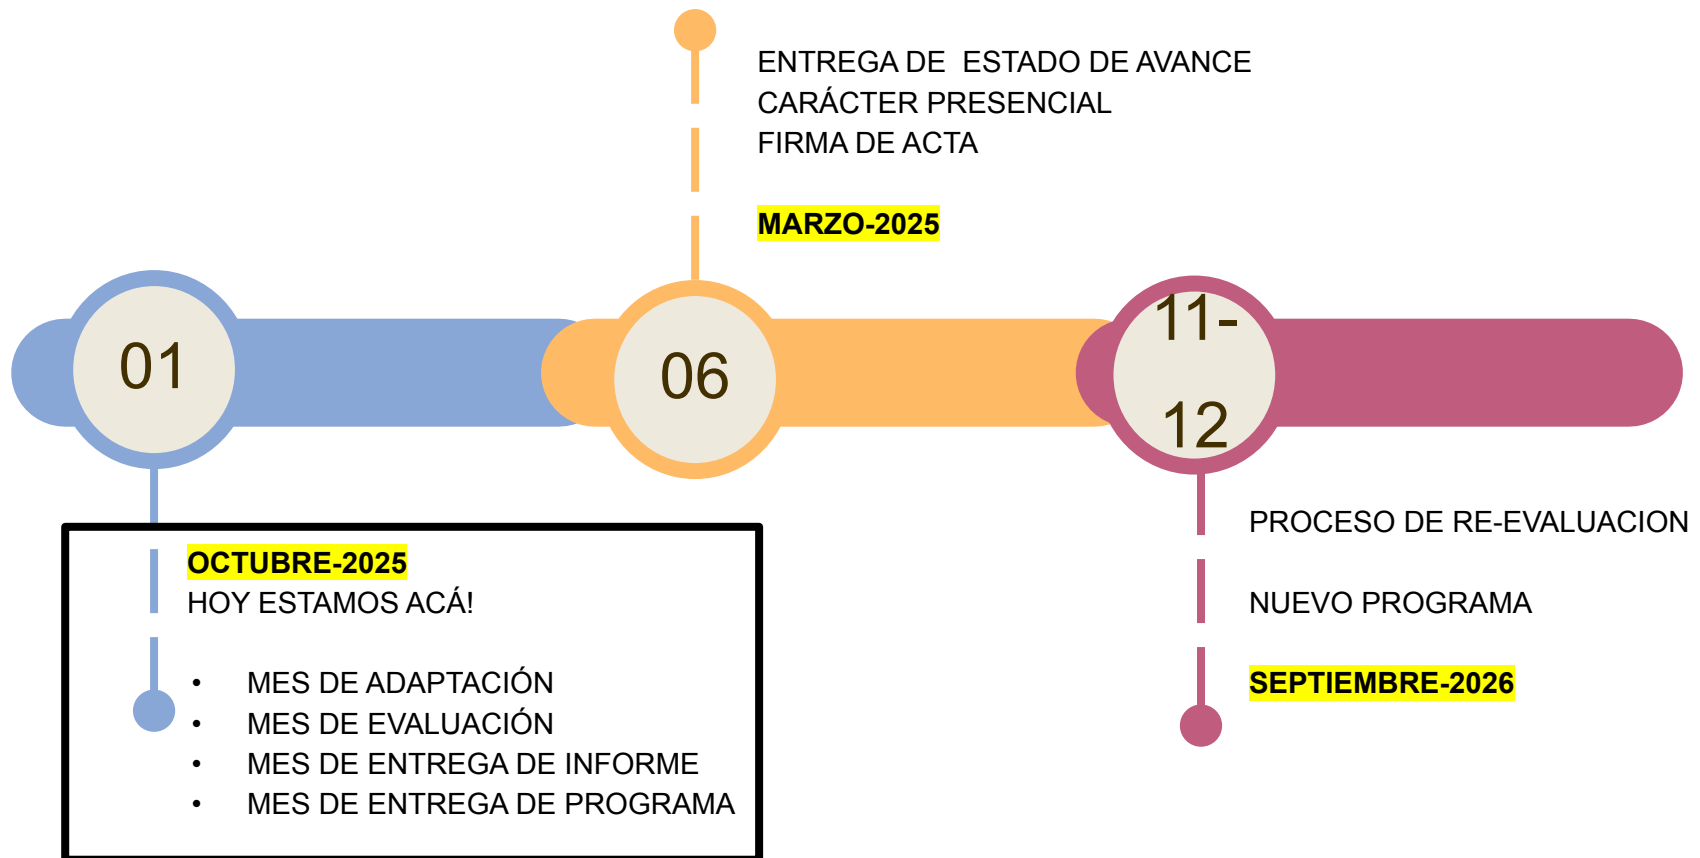 ENTREGA DE ESTADO DE AVANCE
CARÁCTER PRESENCIAL
FIRMA DE ACTA
MARZO-2025
01
06
11-
12
OCTUBRE-2025
HOY ESTAMOS ACÁ!
• MES DE ADAPTACIÓN
• MES DE EVALUACIÓN
• MES DE ENTREGA DE INFORME
• MES DE ENTREGA DE PROGRAMA
PROCESO DE RE-EVALUACION
NUEVO PROGRAMA
SEPTIEMBRE-2026